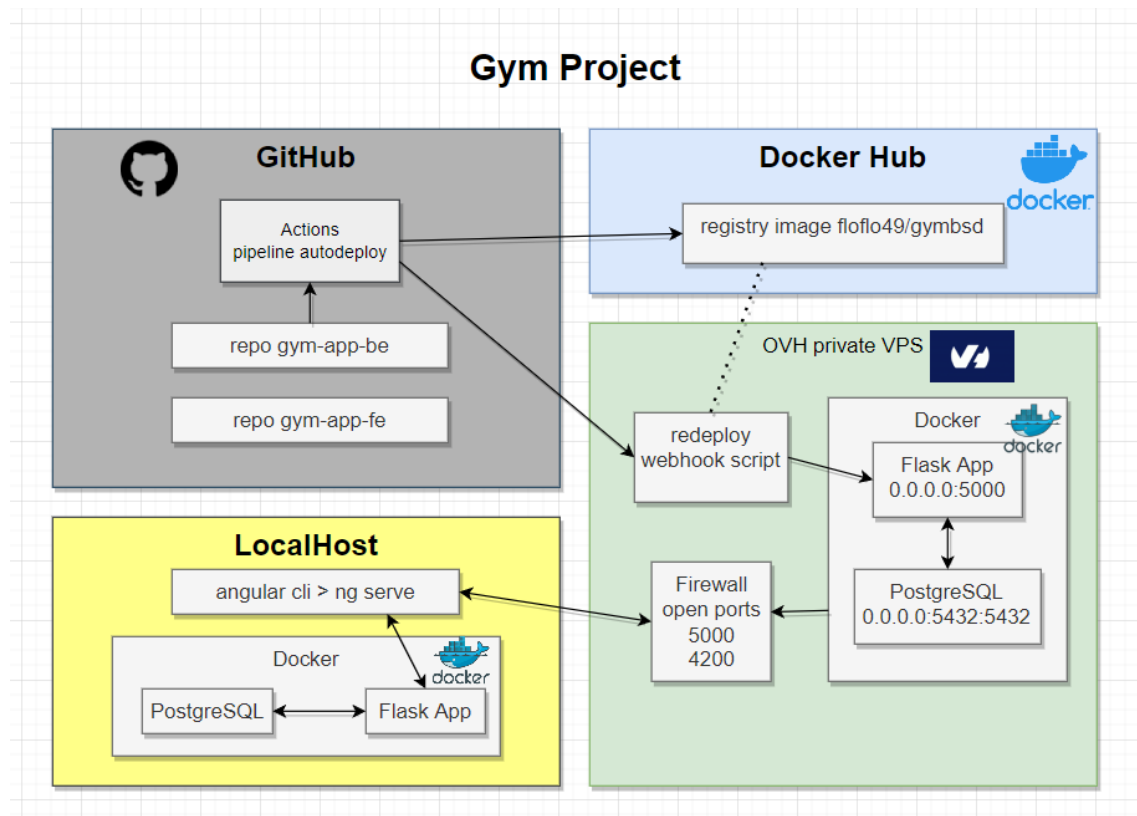 Gym Project
GitHub
Actions
pipeline autodeploy
repo gym-app-be
repo gym-app-fe
Docker Hub
docker
registry image floflo49/gymbsd
OVH private VPS
redeploy
webhook script
Docker
docker
Flask App
0.0.0.0:5000
PostgreSQL
0.0.0.0:5432:5432
Firewall
open ports
5000
4200
LocalHost
angular cli > ng serve
Docker
docker
PostgreSQL
Flask App